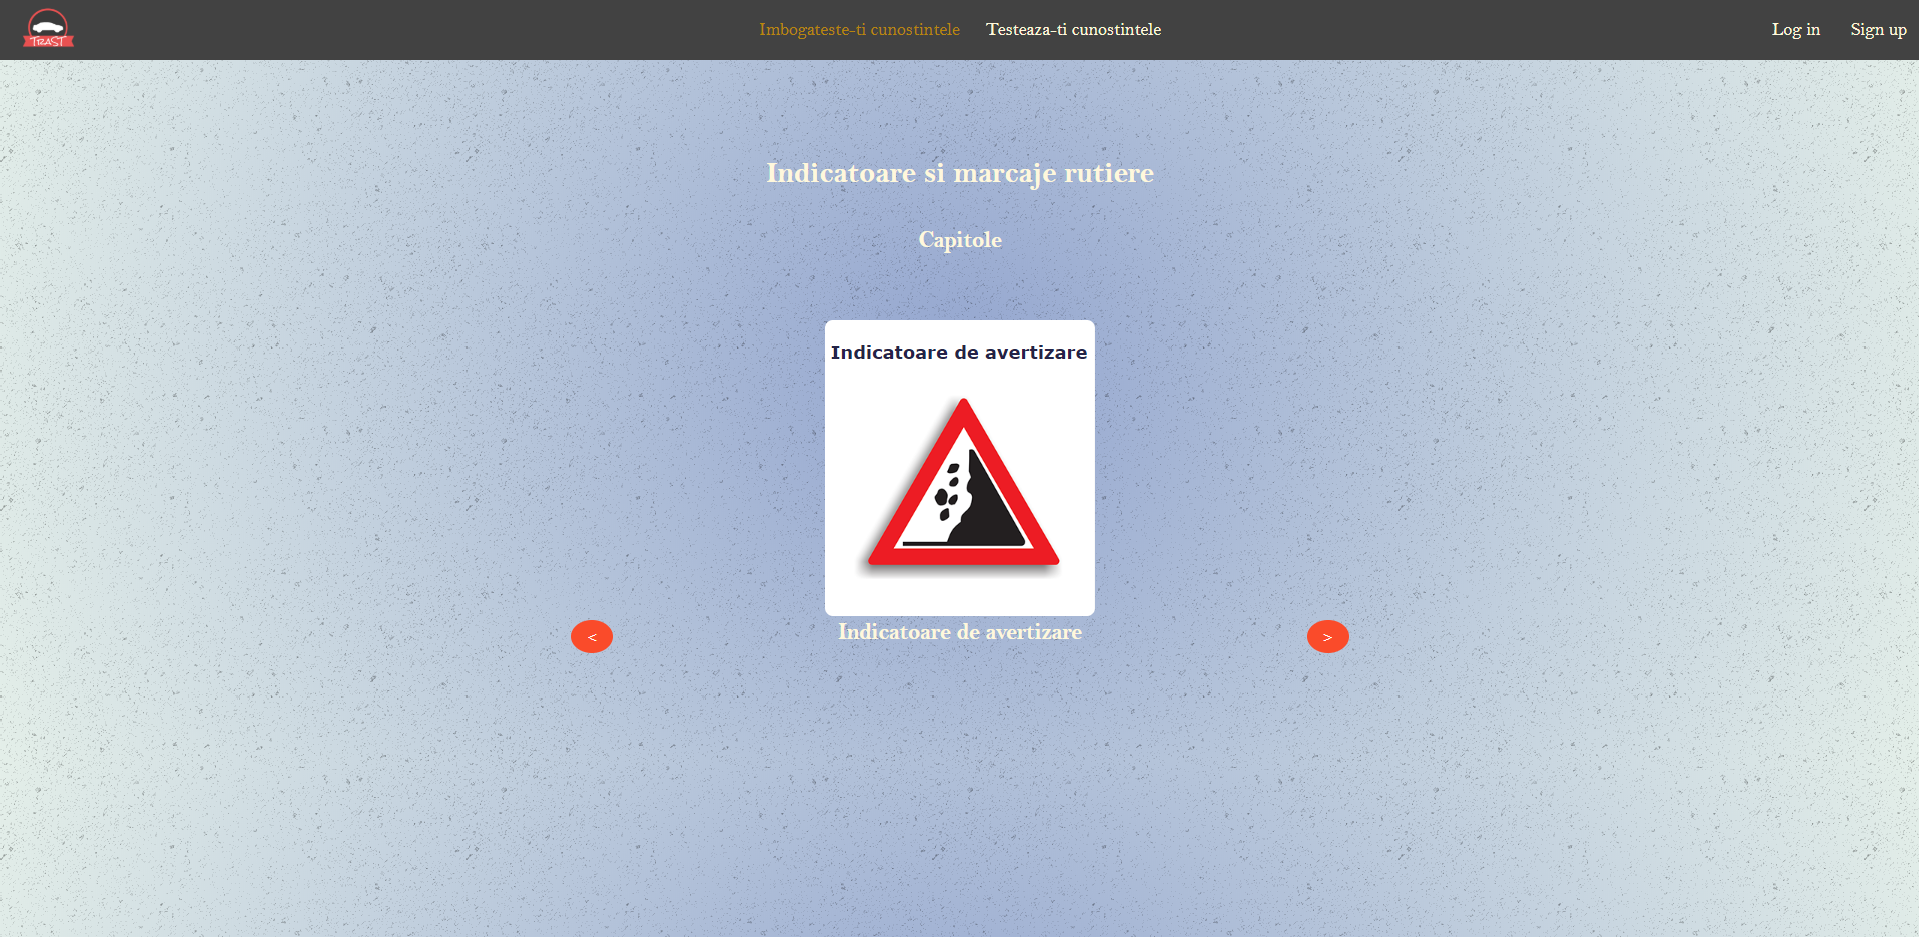 TRAST
Imbogateste-ti cunostintele
Testeaza-ti cunostintele
Log in
Sign up
Indicatoare si marcaje rutiere
Capitole
Indicatoare de avertizare
<
Indicatoare de avertizare
>